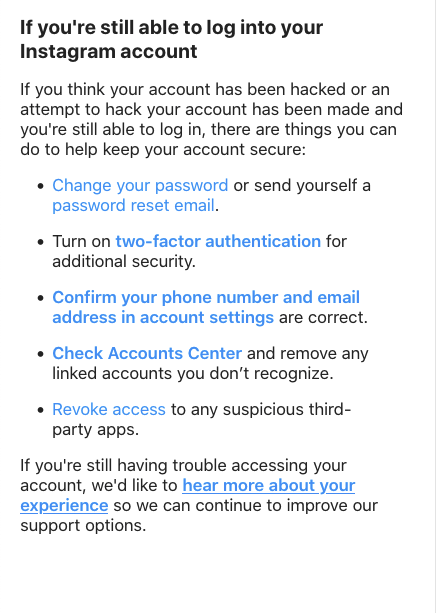 If you're still able to log into your
Instagram account
If you think your account has been hacked or an
attempt to hack your account has been made and
you're still able to log in, there are things you can
do to help keep your account secure:
• Change your password or send yourself a
password reset email.
• Turn on two-factor authentication for
additional security.
• Confirm your phone number and email
address in account settings are correct.
• Check Accounts Center and remove any
linked accounts you don’t recognize.
• Revoke access to any suspicious third-
party apps.
If you're still having trouble accessing your
account, we'd like to hear more about your
experience so we can continue to improve our
support options.